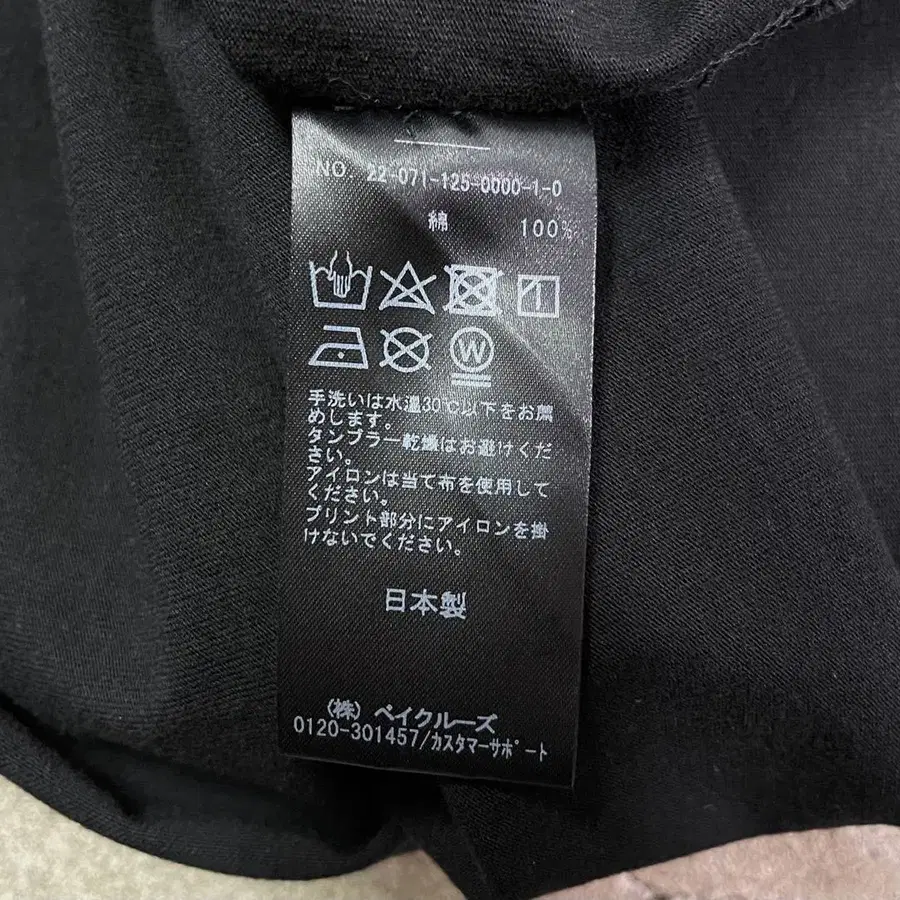 NO 22-071-125-0000-1-0
綿 100%
W
手洗いは水温30℃以下をお薦
めします。
タンブラー乾燥はお避けくだ
さい。
アイロンは当て布を使用して
ください。
プリント部分にアイロンを掛
けないでください。
日本製
(株) ベイクルーズ
0120-301457/カスタマーサポート